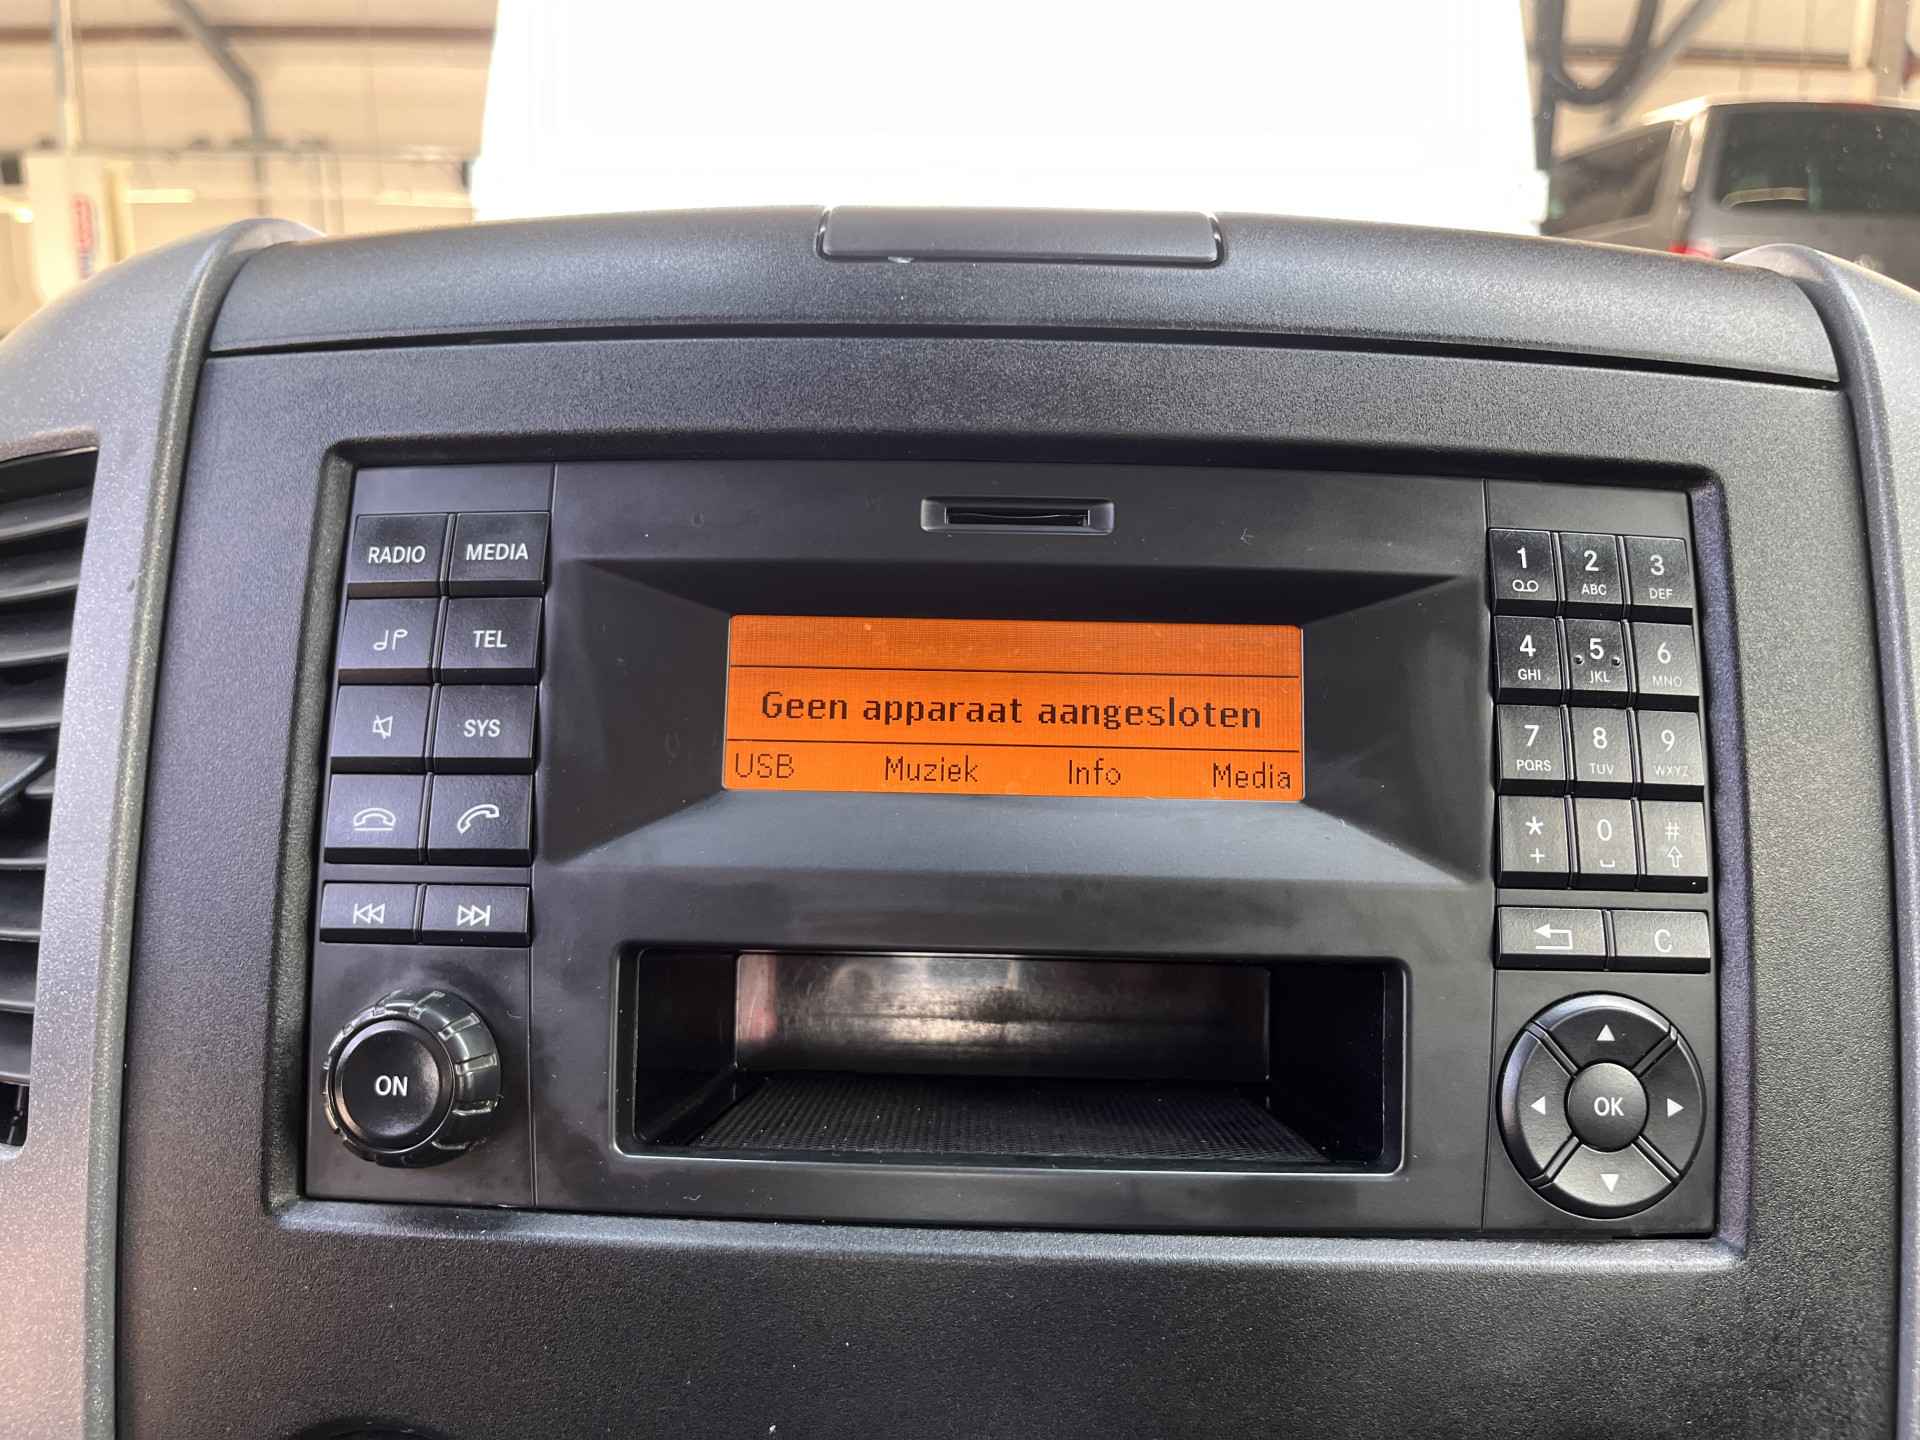 RADIO MEDIA
TEL
SYS
ON
Geen apparaat aangesloten
USB Muziek Info Media
1 2 3
ABC DEF
4 5 6
GHI JKL MNO
7 8 9
PQRS TUV WXYZ
* 0 #
+
C
OK